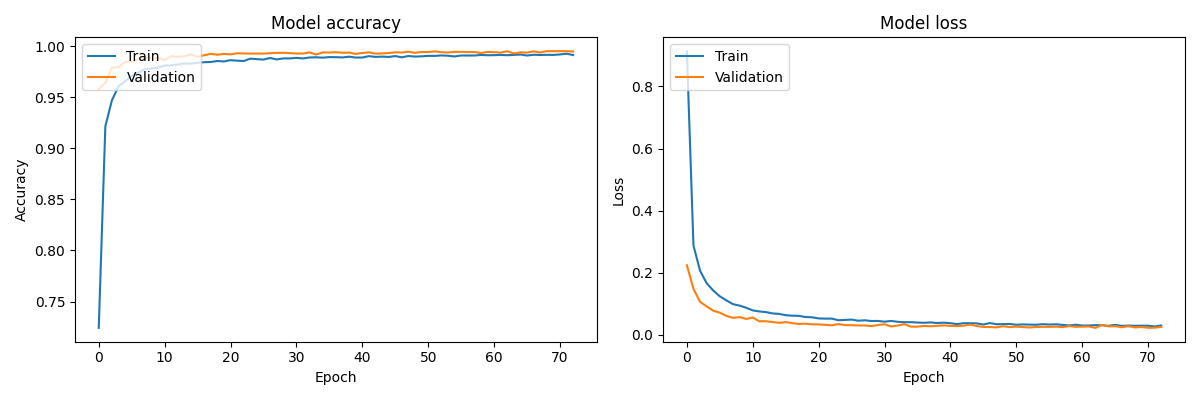 Model accuracy
Train
Validation
1.00
0.95
0.90
0.85
0.80
0.75
Accuracy
0 10 20 30 40 50 60 70
Epoch
Model loss
Train
Validation
0.8
0.6
0.4
0.2
0.0
Loss
0 10 20 30 40 50 60 70
Epoch